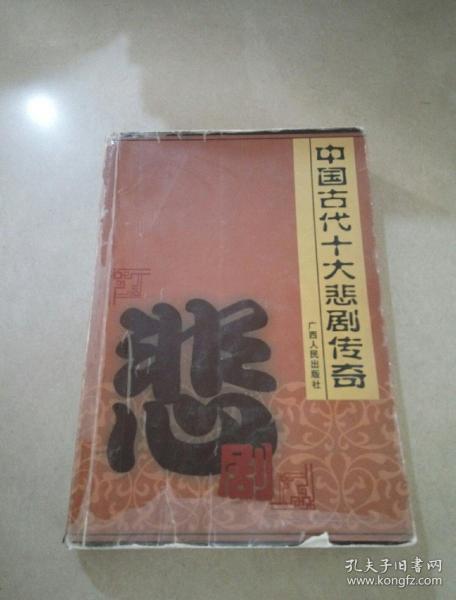 中国古代十大悲剧传奇
广西人民出版社
悲
剧
孔夫子旧书网
www.kongfz.com